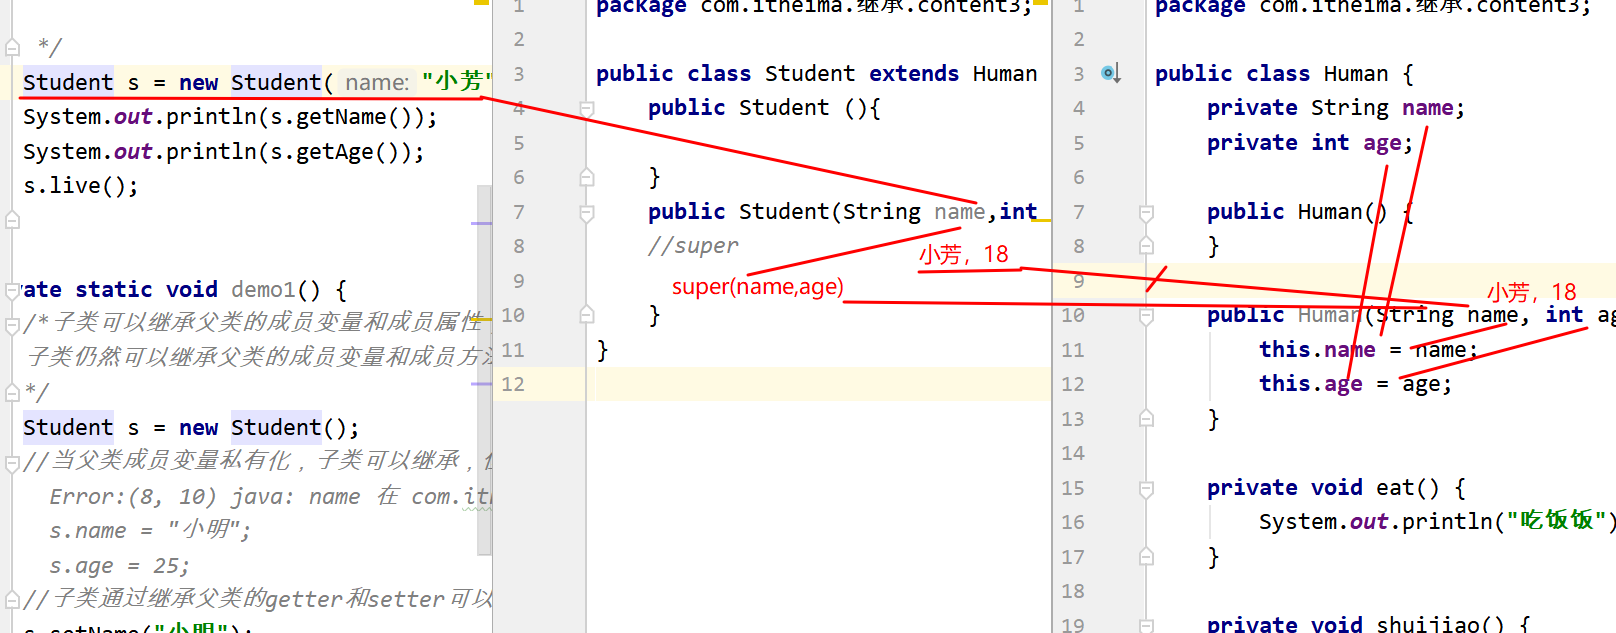 */
Student s = new Student( name: "小芳"
System.out.println(s.getName());
System.out.println(s.getAge());
s.live();
vate static void demo1() {
/*子类可以继承父类的成员变量和成员属性
子类仍然可以继承父类的成员变量和成员方法
*/
Student s = new Student();
//当父类成员变量私有化，子类可以继承，但
Error:(8, 10) java: name 在 com.ith
s.name = "小明";
s.age = 25;
//子类通过继承父类的getter和setter可以
s.setName("小明");
1 package com.itheima.继承.content3;
2
3 public class Student extends Human
4 public Student (){
5
6 }
7 public Student(String name,int
8 //super
小芳，18
9 super(name,age)
10 }
11 }
12
1 package com.itheima.继承.content3;
2
3 public class Human {
4 private String name;
5 private int age;
6
7 public Human() {
8 }
9
小芳，18
10 public Human(String name, int ag
11 this.name = name;
12 this.age = age;
13 }
14
15 private void eat() {
16 System.out.println("吃饭饭")
17 }
18
19 private void shuijiao() {